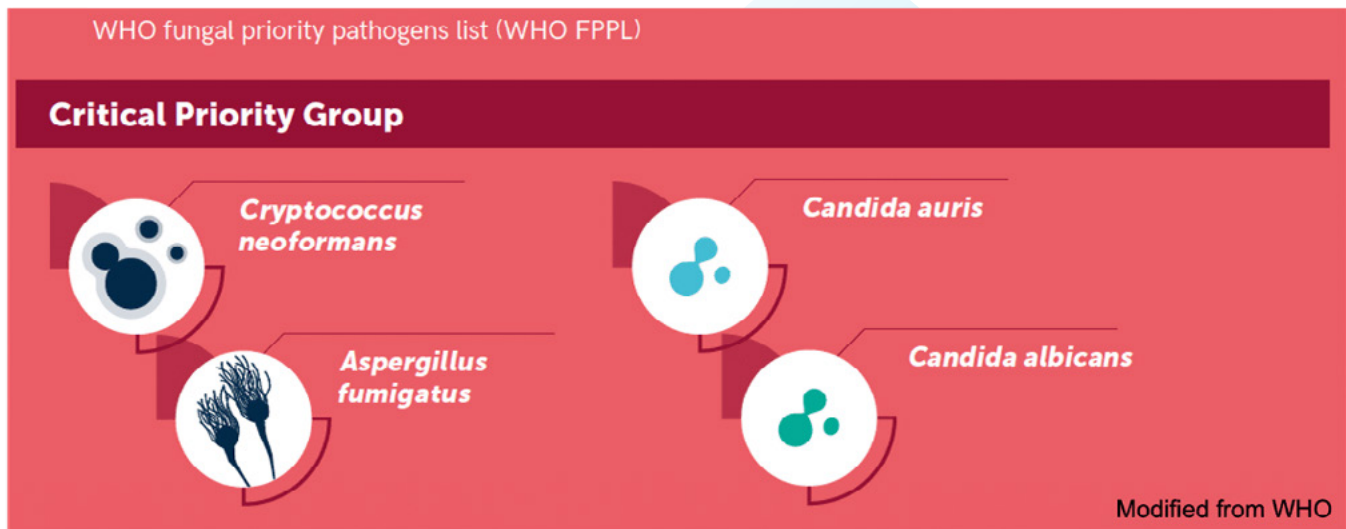 WHO fungal priority pathogens list (WHO FPPL)
Critical Priority Group
Cryptococcus
neoformans
Aspergillus
fumigatus
Candida auris
Candida albicans
Modified from WHO